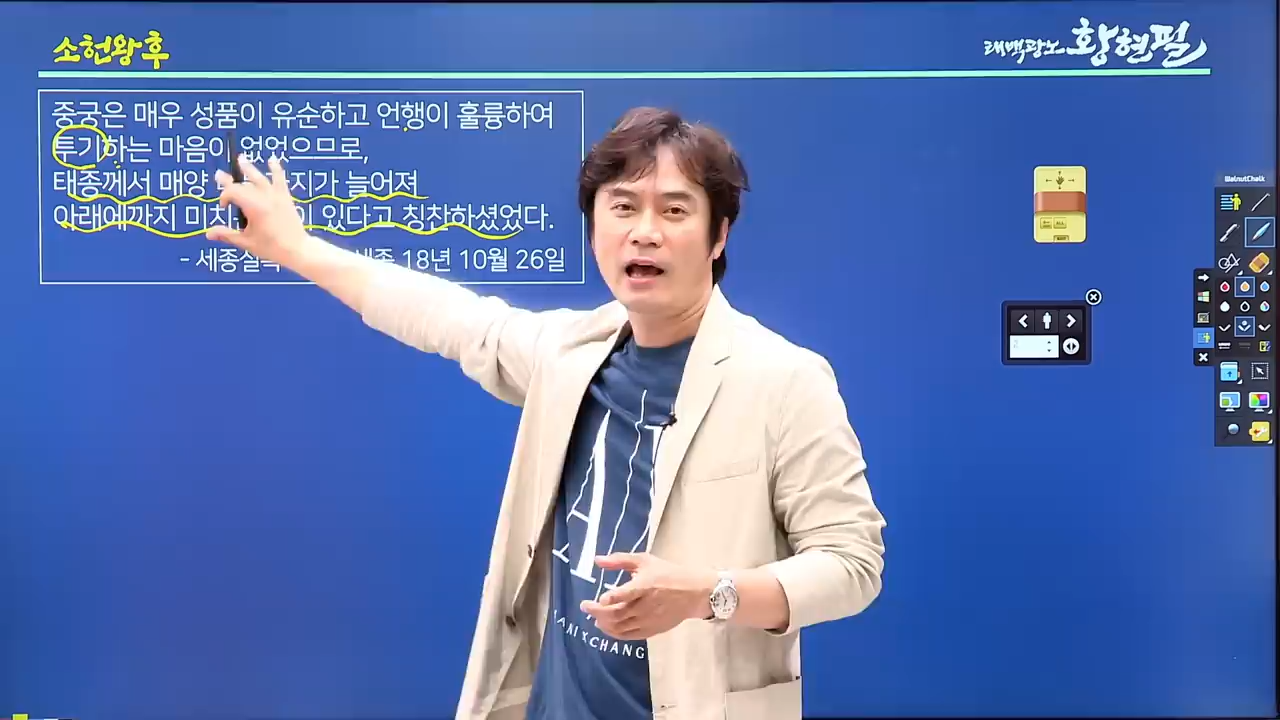 소헌왕후
태백광노 황현필
중궁은 매우 성품이 유순하고 언행이 훌륭하여
투기하는 마음이 없었으므로,
태종께서 매양 늘어져
아래에까지 미치는 있다고 칭찬하셨었다.
- 세종실록 세종 18년 10월 26일
WalnutChalk
A|X
ARMANI EXCHANGE